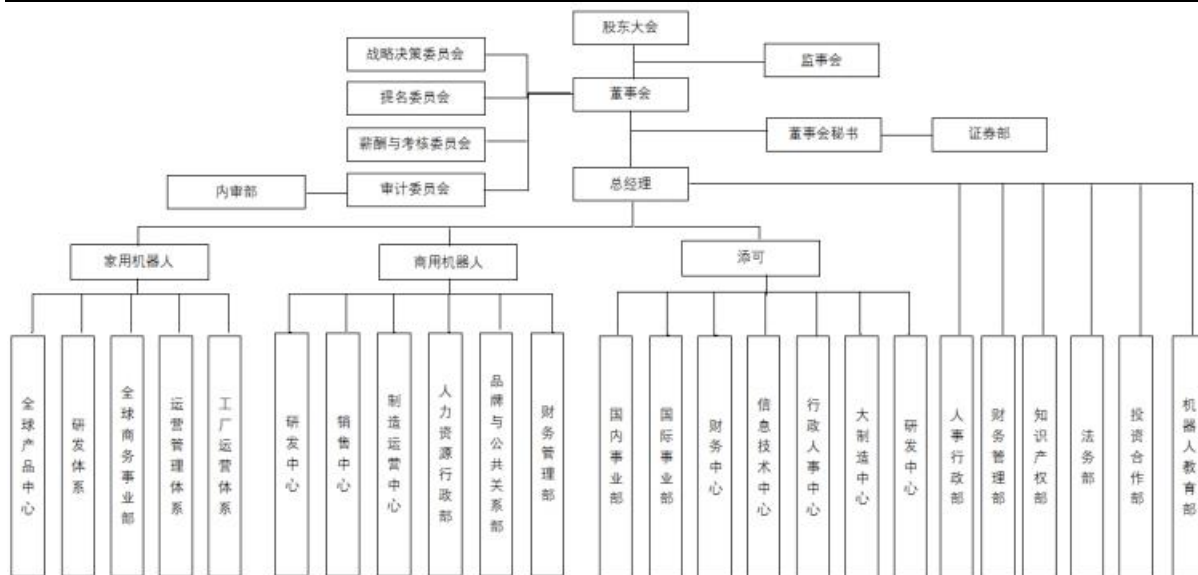 股东大会
战略决策委员会
监事会
提名委员会
董事会
薪酬与考核委员会
董事会秘书
证券部
内审部
审计委员会
总经理
家用机器人
商用机器人
添可
全球产品中心
研发体系
全球商务事业部
运营管理体系
工厂运营体系
研发中心
销售中心
制造运营中心
人力资源行政部
品牌与公共关系部
财务管理部
国内事业部
国际事业部
财务中心
信息技术中心
行政人事中心
大制造中心
研发中心
人事行政部
财务管理部
知识产权部
法务部
投资合作部
机器人教育部